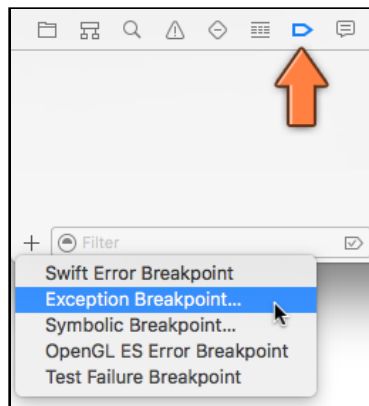 Filter
Swift Error Breakpoint
Exception Breakpoint...
Symbolic Breakpoint...
OpenGL ES Error Breakpoint
Test Failure Breakpoint